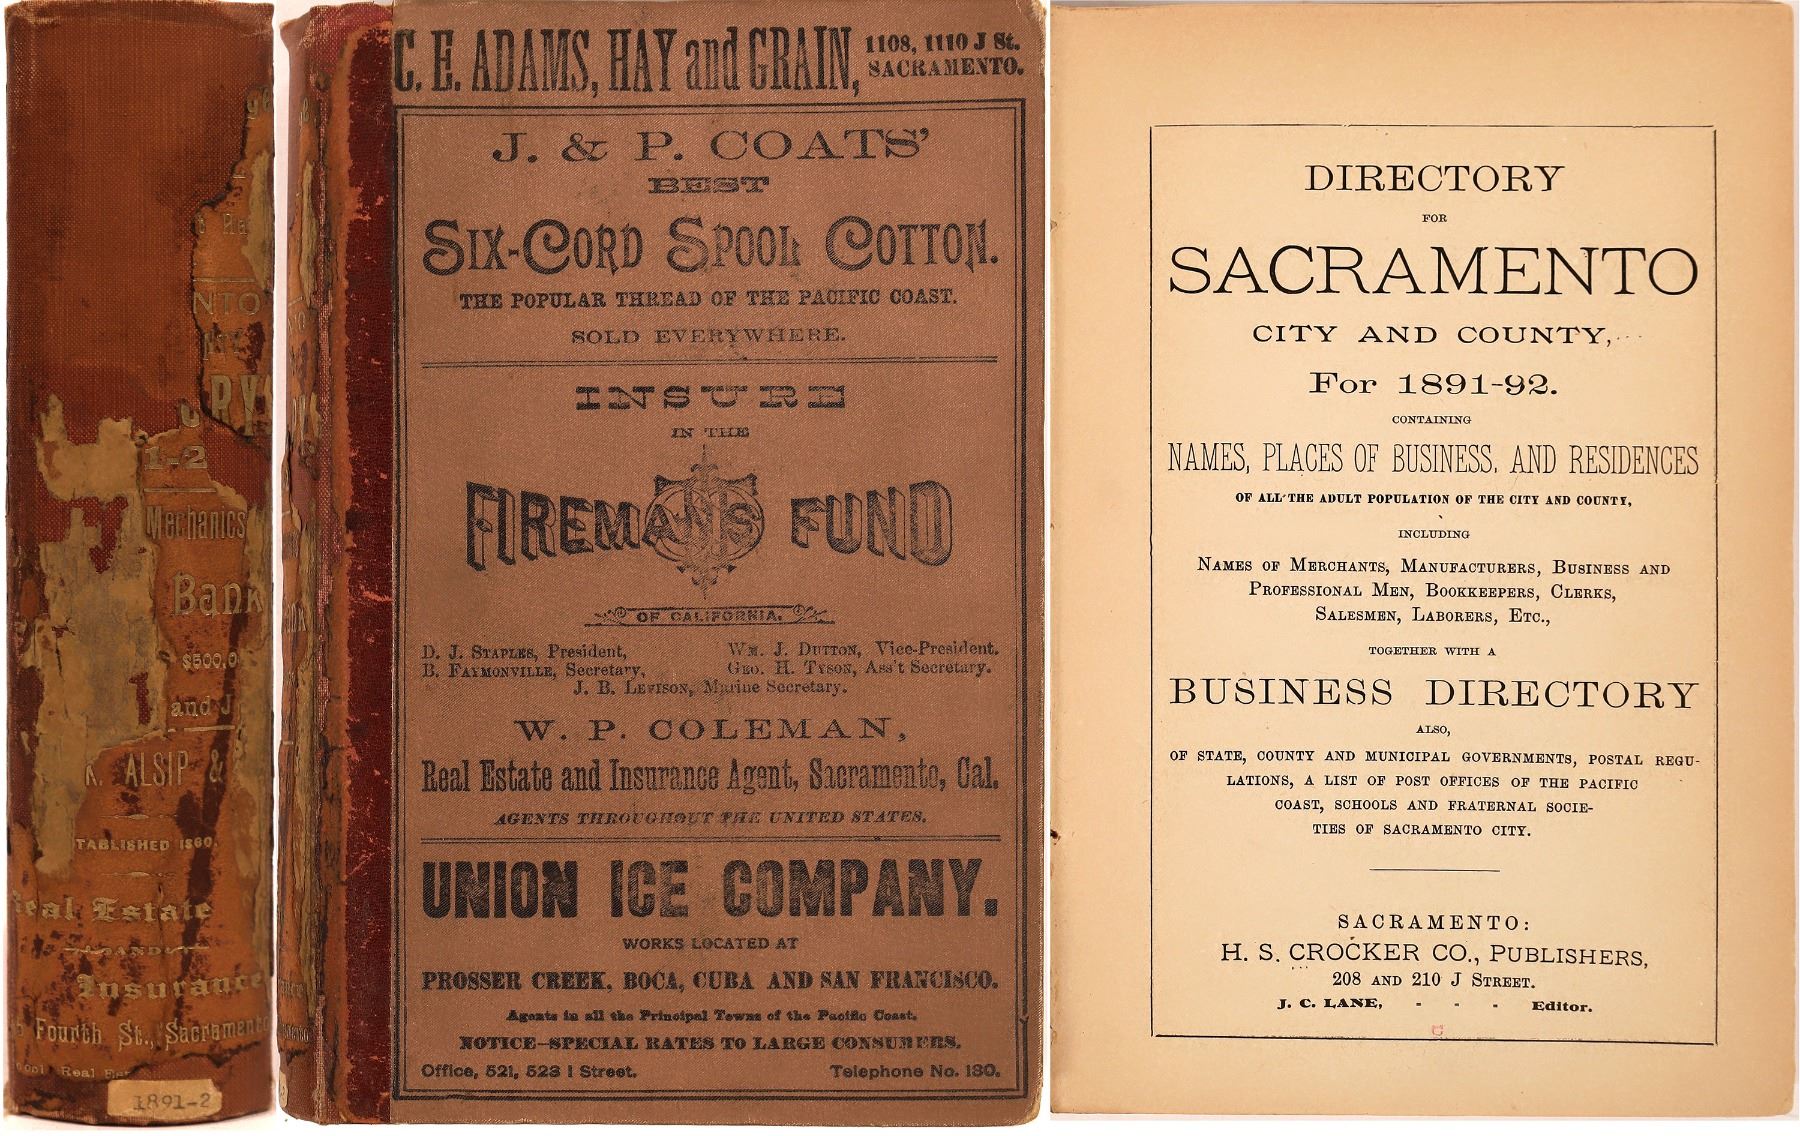 NTO
RY
1-2
Mechanics
Bank
$500,0
and J
K. ALSIP &
TABLISHED 1860.
Real Estate
AND
Insurance
Fourth St., Sacramento
Real Es
1891-2
C. E. ADAMS, HAY and GRAIN, 1108, 1110 J St. SACRAMENTO.
J. & P. COATS'
BEST
SIX-CORD SPOOL COTTON.
THE POPULAR THREAD OF THE PACIFIC COAST.
SOLD EVERYWHERE.
INSURE
IN THE
FIREMAN'S FUND
OF CALIFORNIA.
D. J. STAPLES, President, WM. J. DUTTON, Vice-President.
B. FAYMONVILLE, Secretary, GEO. H. TYSON, Ass't Secretary.
J. B. LEVISON, Marine Secretary.
W. P. COLEMAN,
Real Estate and Insurance Agent, Sacramento, Cal.
AGENTS THROUGHOUT THE UNITED STATES.
UNION ICE COMPANY.
WORKS LOCATED AT
PROSSER CREEK, BOCA, CUBA AND SAN FRANCISCO.
Agents in all the Principal Towns of the Pacific Coast.
NOTICE—SPECIAL RATES TO LARGE CONSUMERS.
Office, 521, 523 I Street. Telephone No. 130.
DIRECTORY
FOR
SACRAMENTO
CITY AND COUNTY,
For 1891-92.
CONTAINING
NAMES, PLACES OF BUSINESS, AND RESIDENCES
OF ALL THE ADULT POPULATION OF THE CITY AND COUNTY,
INCLUDING
NAMES OF MERCHANTS, MANUFACTURERS, BUSINESS AND
PROFESSIONAL MEN, BOOKKEEPERS, CLERKS,
SALESMEN, LABORERS, ETC.,
TOGETHER WITH A
BUSINESS DIRECTORY
ALSO,
OF STATE, COUNTY AND MUNICIPAL GOVERNMENTS, POSTAL REGU-
LATIONS, A LIST OF POST OFFICES OF THE PACIFIC
COAST, SCHOOLS AND FRATERNAL SOCIE-
TIES OF SACRAMENTO CITY.
SACRAMENTO:
H. S. CROCKER CO., PUBLISHERS,
208 AND 210 J STREET.
J. C. LANE, - - - Editor.